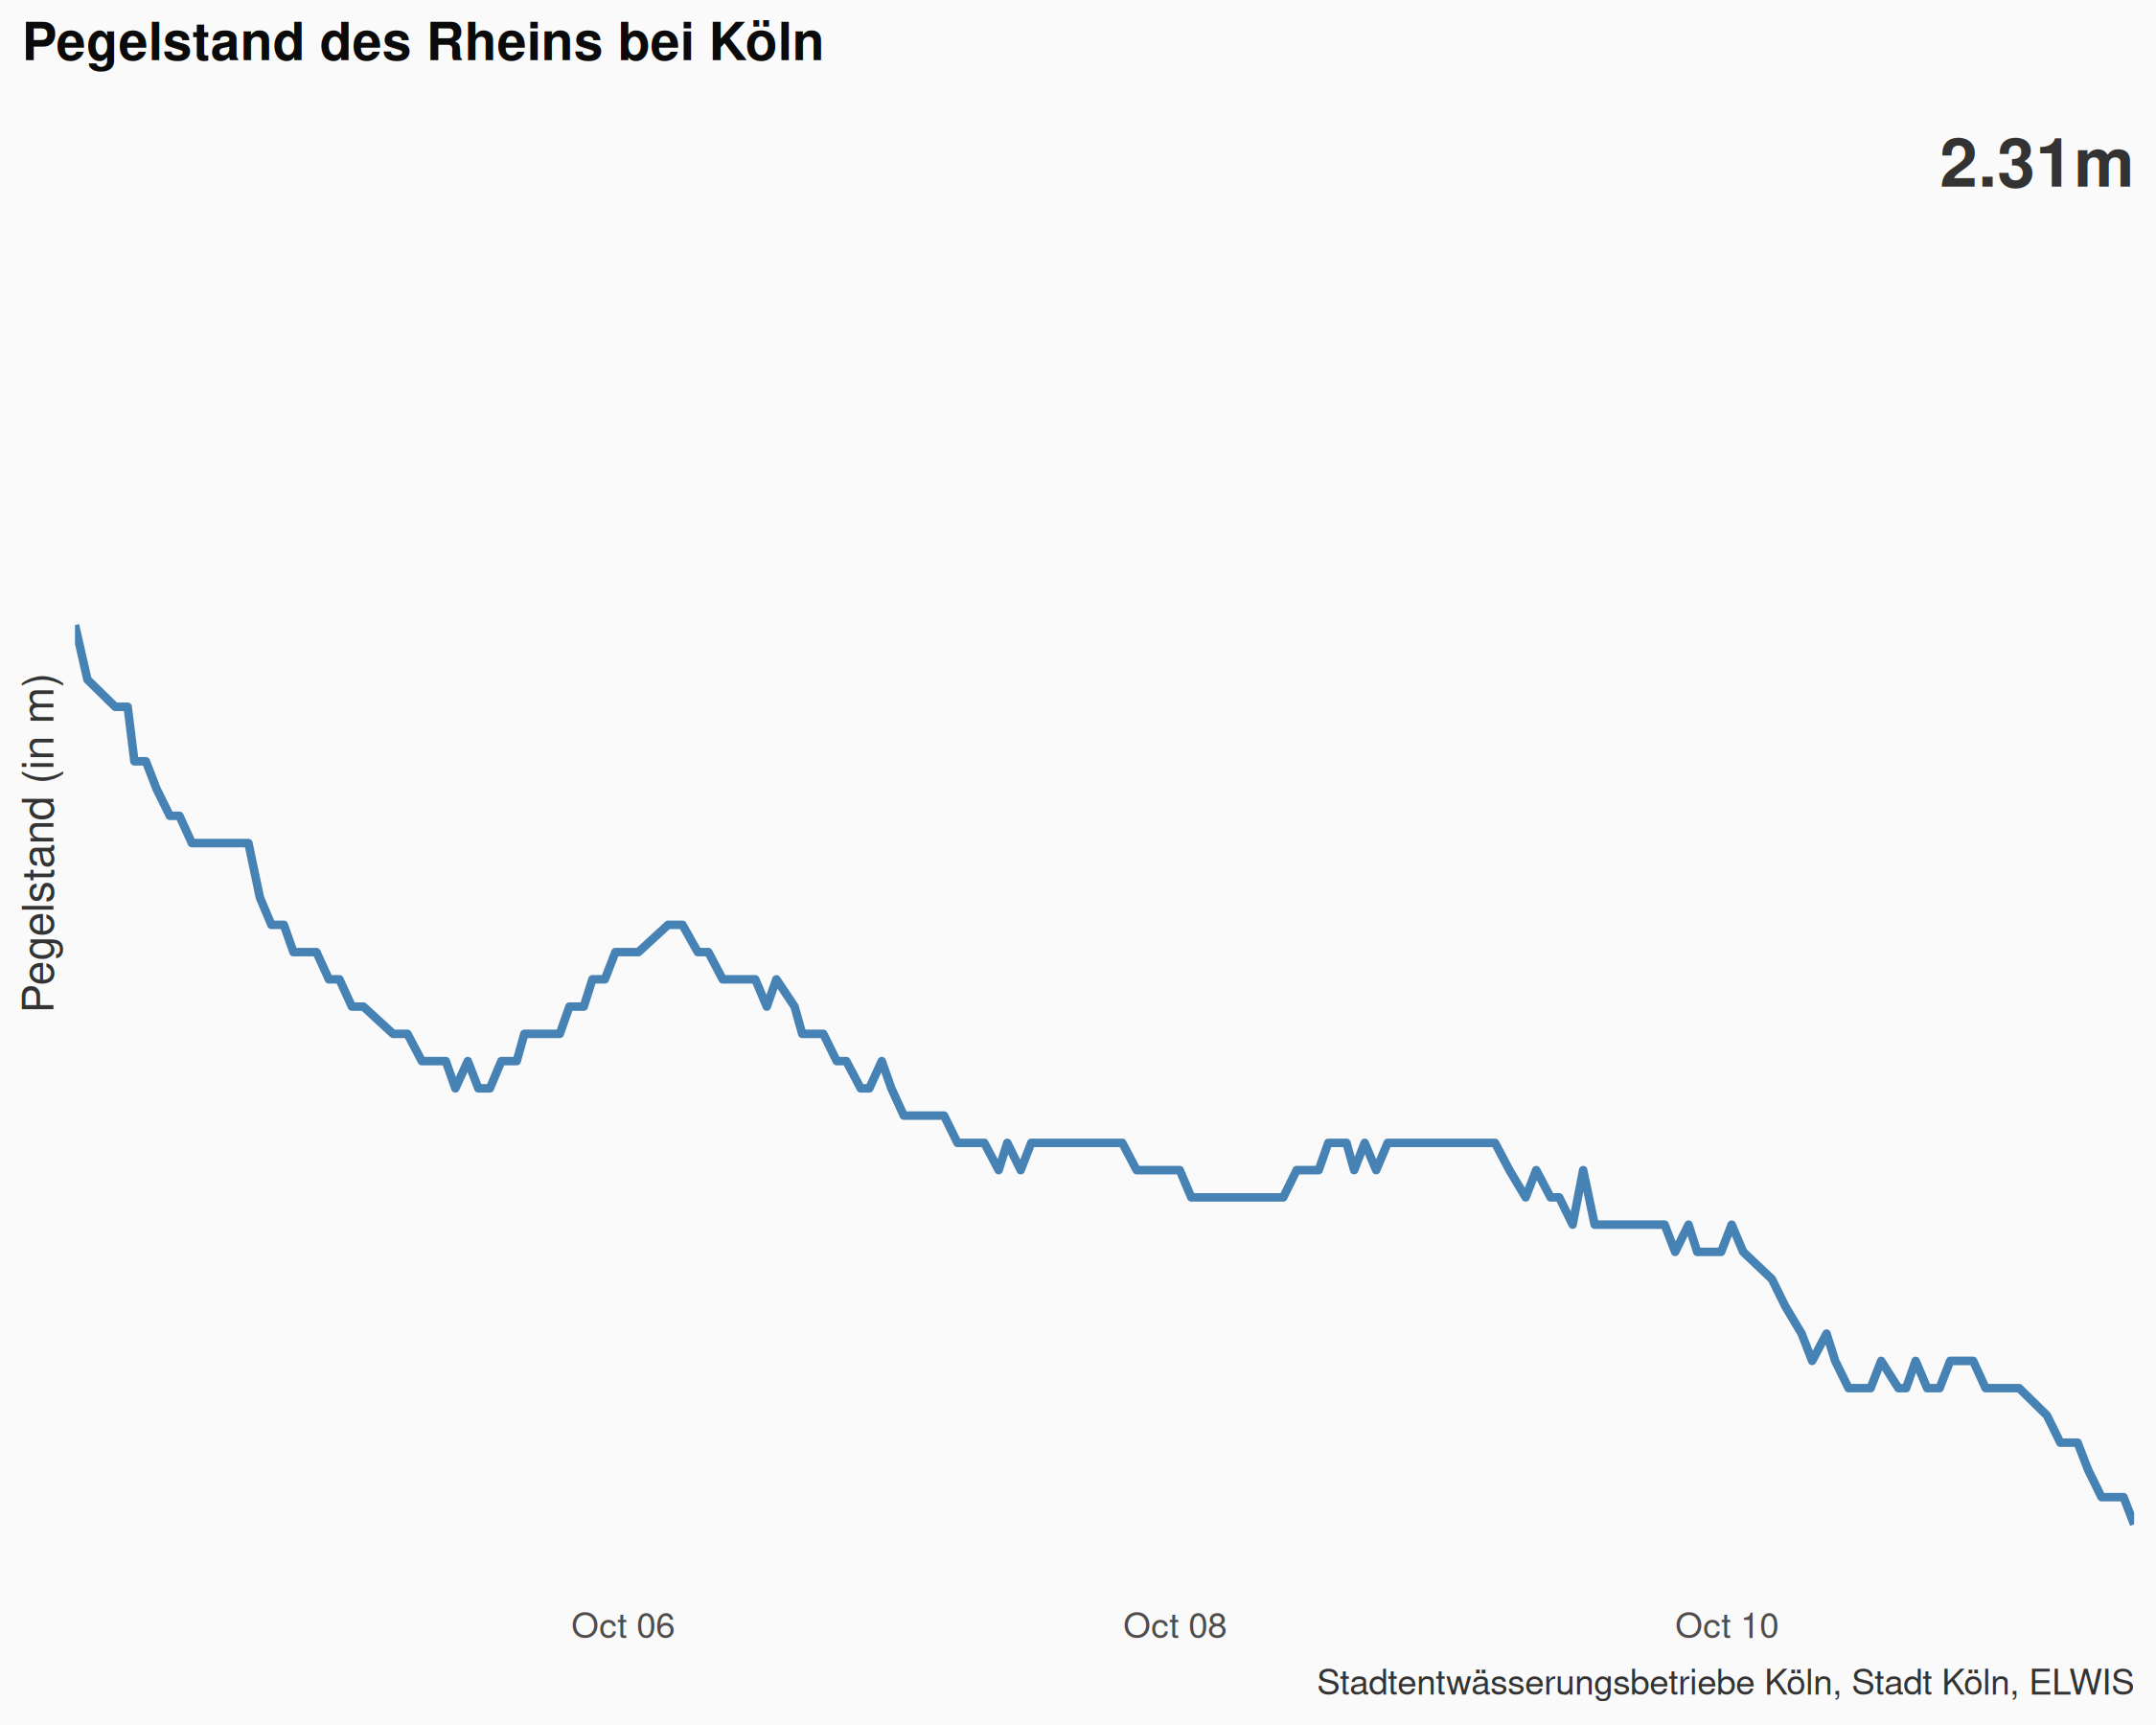 Pegelstand des Rheins bei Köln
2.31m
Pegelstand (in m)
Oct 06
Oct 08
Oct 10
Stadtentwässerungsbetriebe Köln, Stadt Köln, ELWIS